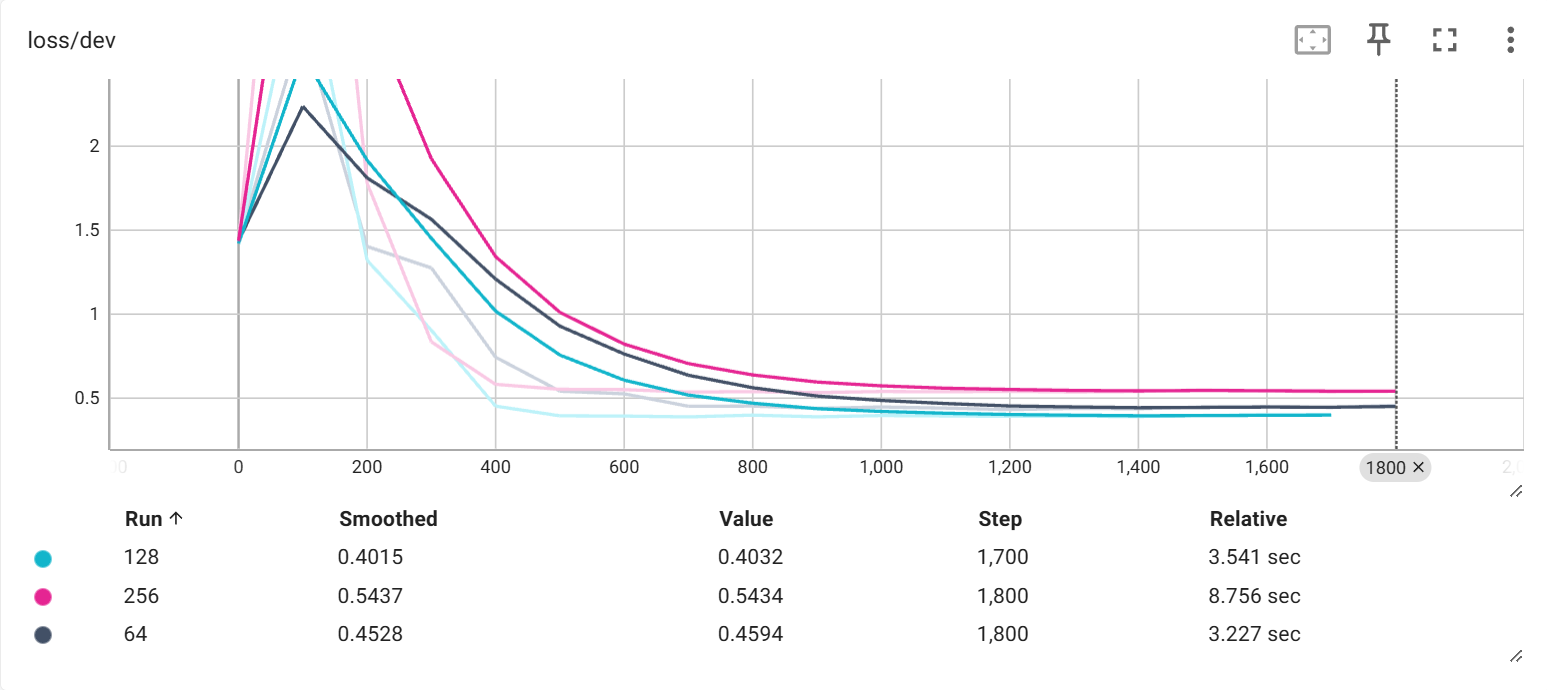 loss/dev
2
1.5
1
0.5
0 200 400 600 800 1,000 1,200 1,400 1,600 1800 ×
Run ↑ Smoothed Value Step Relative
128 0.4015 0.4032 1,700 3.541 sec
256 0.5437 0.5434 1,800 8.756 sec
64 0.4528 0.4594 1,800 3.227 sec